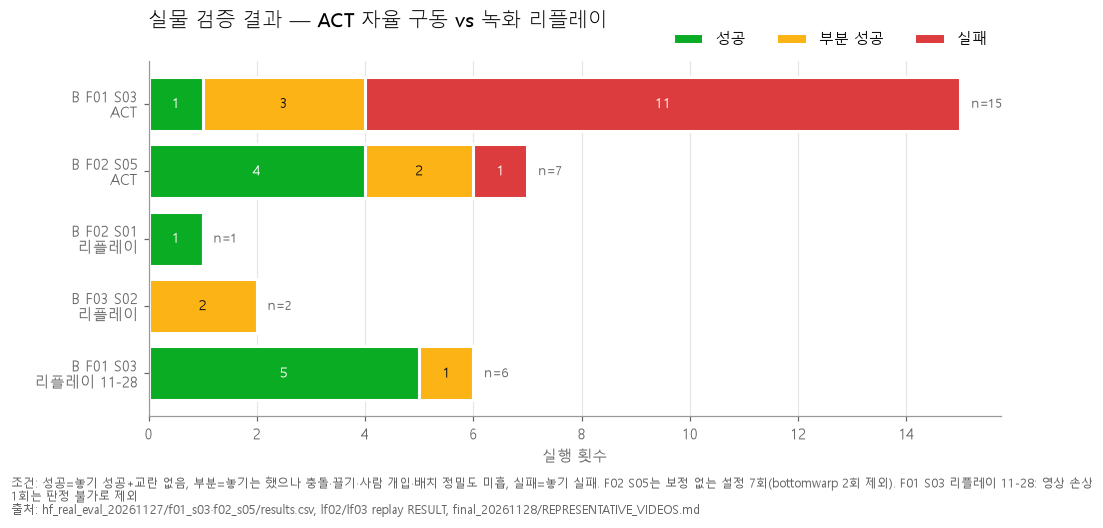 실물 검증 결과 — ACT 자율 구동 vs 녹화 리플레이
성공 부분 성공 실패
B F01 S03
ACT
1 3 11 n=15
B F02 S05
ACT
4 2 1 n=7
B F02 S01
리플레이
1 n=1
B F03 S02
리플레이
2 n=2
B F01 S03
리플레이 11-28
5 1 n=6
0 2 4 6 8 10 12 14
실행 횟수
조건: 성공=놓기 성공+교란 없음, 부분=놓기는 했으나 충돌·끌기·사람 개입·배치 정밀도 미흡, 실패=놓기 실패. F02 S05는 보정 없는 설정 7회(bottomwarp 2회 제외). F01 S03 리플레이 11-28: 영상 손상
1회는 판정 불가로 제외
출처: hf_real_eval_20261127/f01_s03·f02_s05/results.csv, lf02/lf03 replay RESULT, final_20261128/REPRESENTATIVE_VIDEOS.md